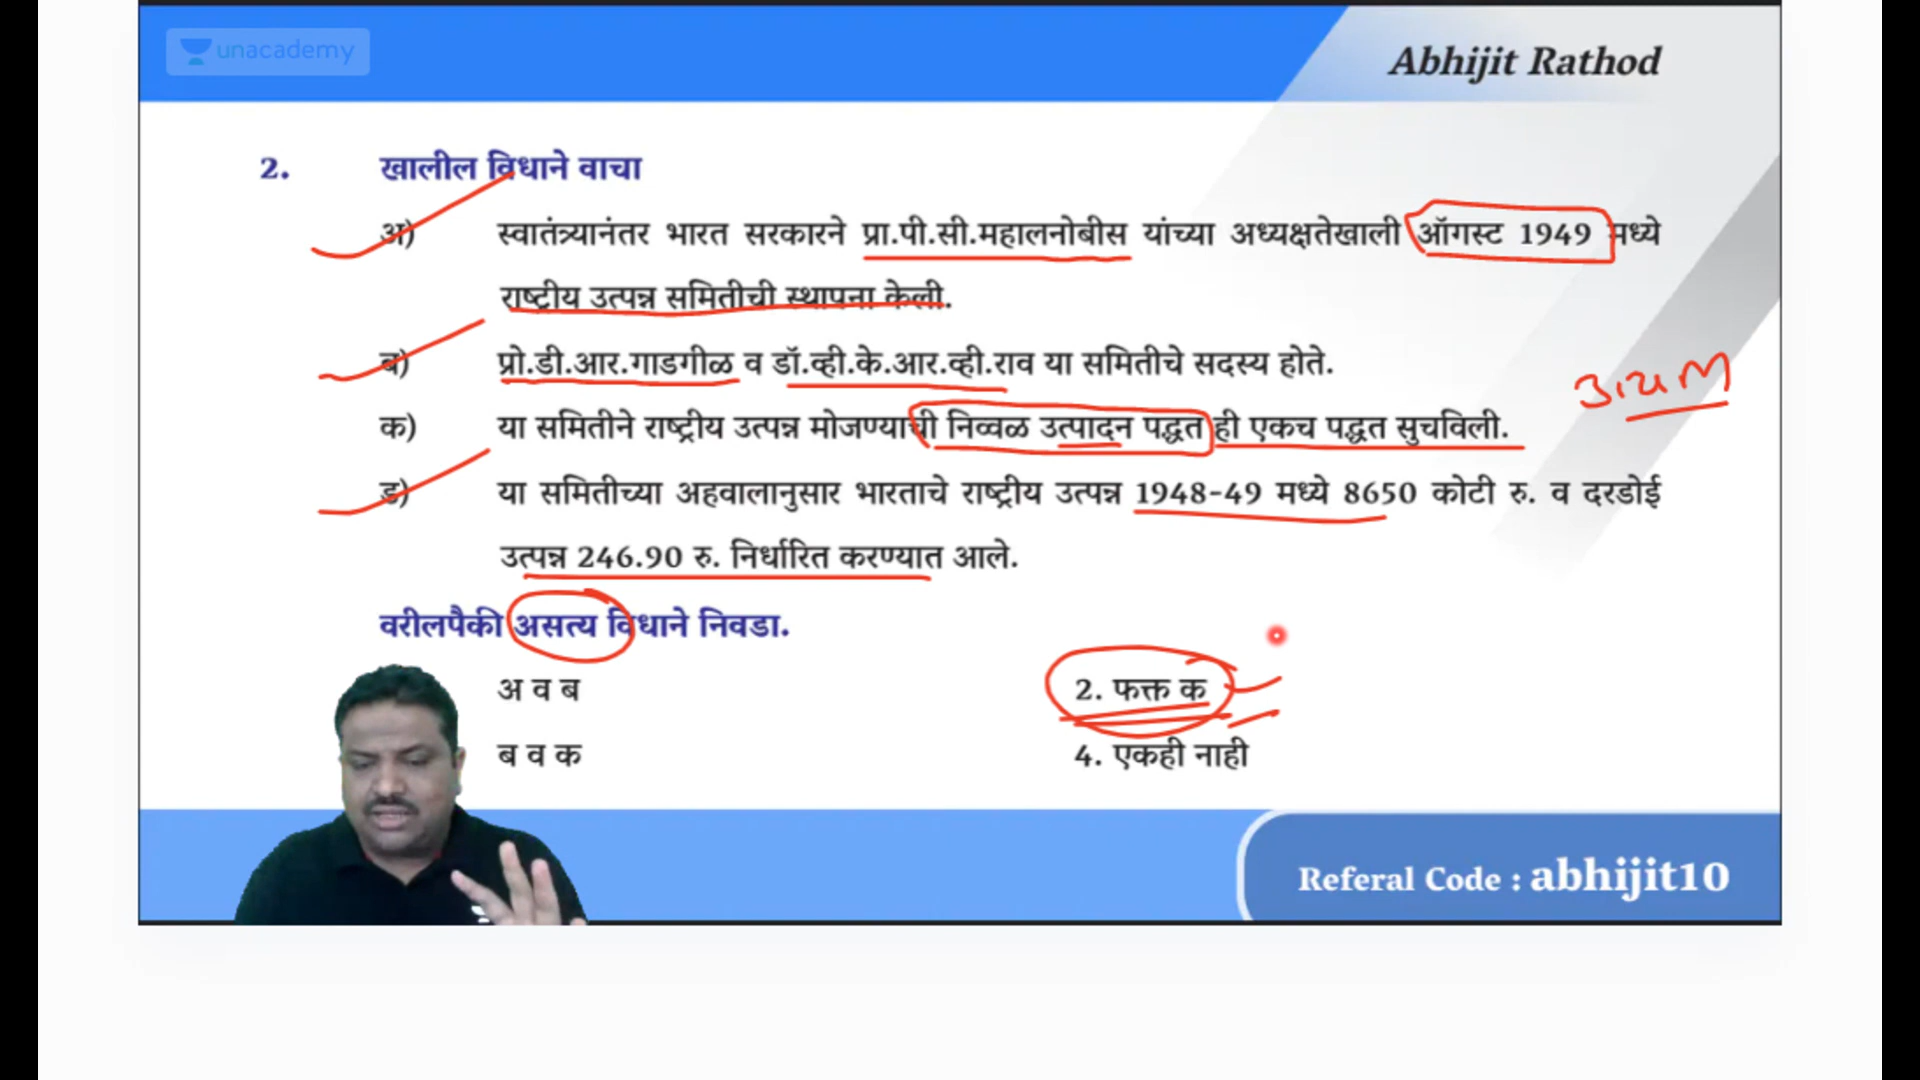 unacademy
Abhijit Rathod
2. खालील विधाने वाचा
अ) स्वातंत्र्यानंतर भारत सरकारने प्रा.पी.सी.महालनोबीस यांच्या अध्यक्षतेखाली ऑगस्ट 1949 मध्ये
राष्ट्रीय उत्पन्न समितीची स्थापना केली.
ब) प्रो.डी.आर.गाडगीळ व डॉ.व्ही.के.आर.व्ही.राव या समितीचे सदस्य होते.
क) या समितीने राष्ट्रीय उत्पन्न मोजण्याची निव्वळ उत्पादन पद्धत ही एकच पद्धत सुचविली.
ड) या समितीच्या अहवालानुसार भारताचे राष्ट्रीय उत्पन्न 1948-49 मध्ये 8650 कोटी रु. व दरडोई
उत्पन्न 246.90 रु. निर्धारित करण्यात आले.
वरीलपैकी असत्य विधाने निवडा.
अ व ब 2. फक्त क
ब व क 4. एकही नाही
Referal Code : abhijit10